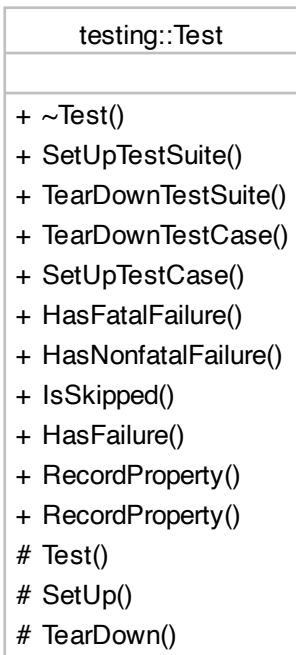 testing::Test
+ ~Test()
+ SetUpTestSuite()
+ TearDownTestSuite()
+ TearDownTestCase()
+ SetUpTestCase()
+ HasFatalFailure()
+ HasNonfatalFailure()
+ IsSkipped()
+ HasFailure()
+ RecordProperty()
+ RecordProperty()
# Test()
# SetUp()
# TearDown()